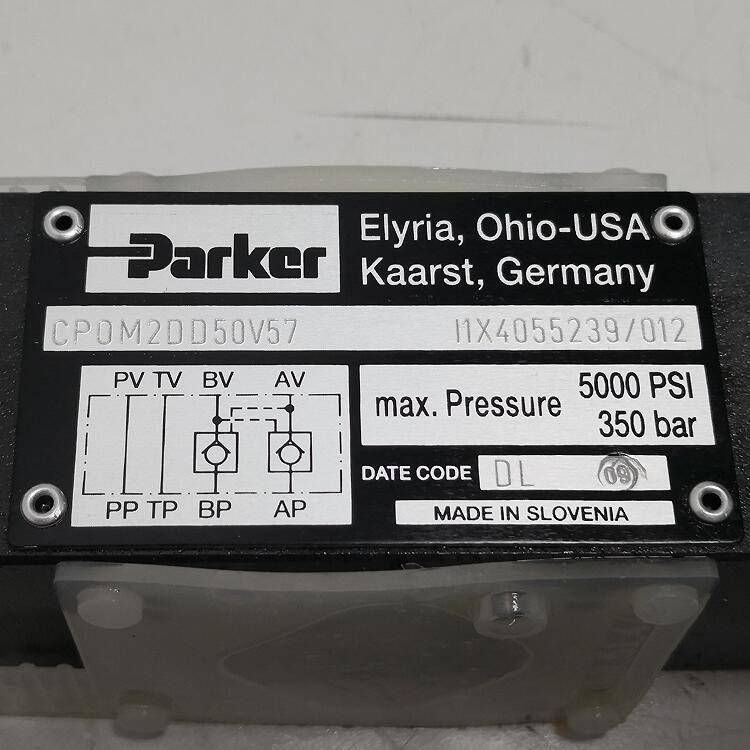 Parker
Elyria, Ohio-USA
Kaarst, Germany
CPOM2DD50V57 I1X4055239/012
PV TV BV AV
PP TP BP AP
max. Pressure 5000 PSI
350 bar
DATE CODE DL 09
MADE IN SLOVENIA